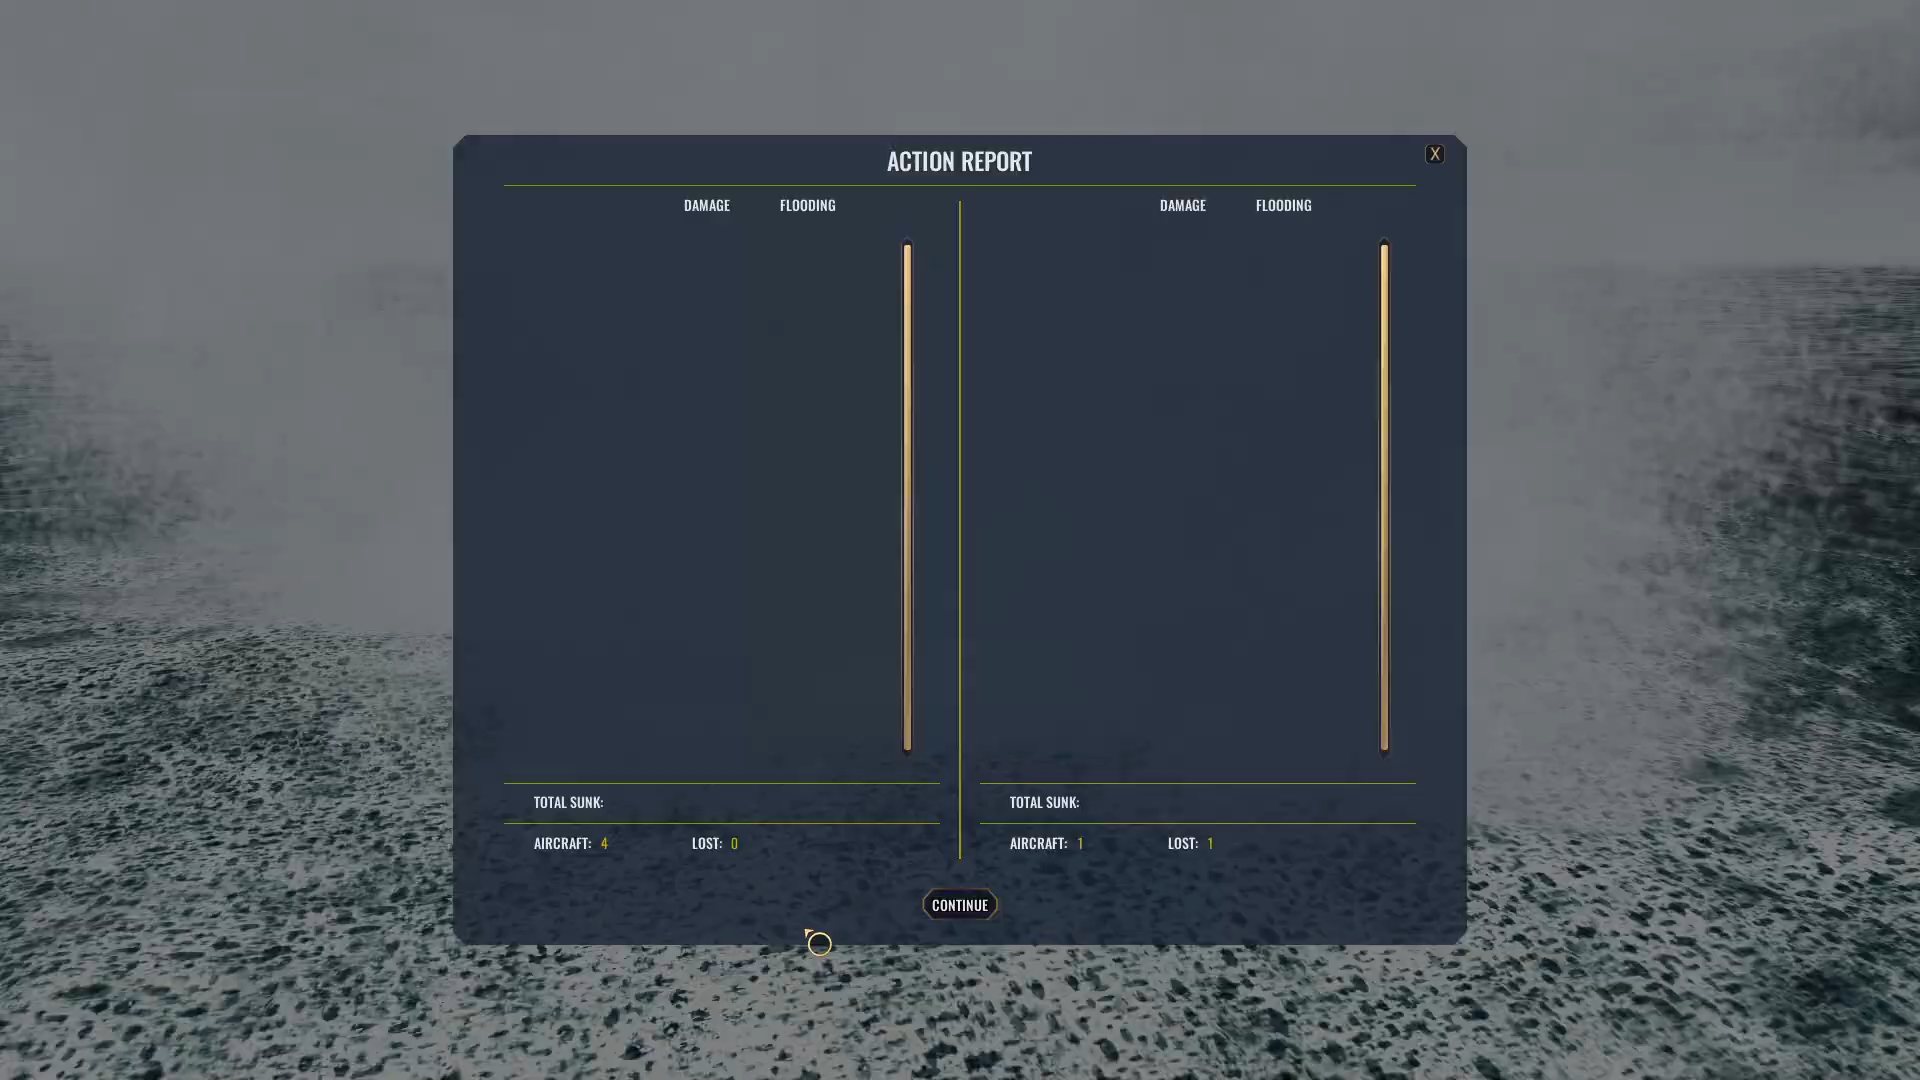 ACTION REPORT
X
DAMAGE FLOODING
DAMAGE FLOODING
TOTAL SUNK:
TOTAL SUNK:
AIRCRAFT: 4 LOST: 0
AIRCRAFT: 1 LOST: 1
CONTINUE